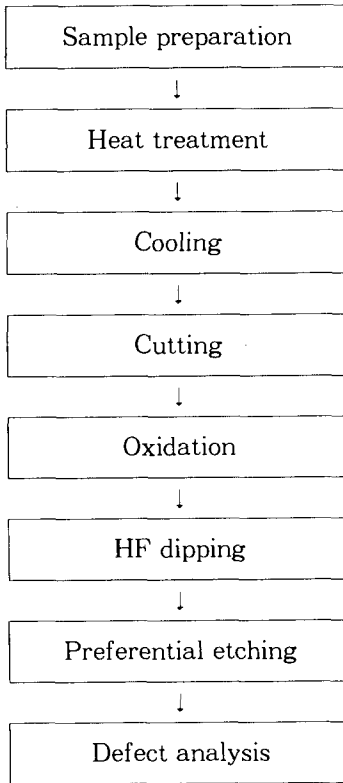 Sample preparation
↓
Heat treatment
↓
Cooling
↓
Cutting
↓
Oxidation
↓
HF dipping
↓
Preferential etching
↓
Defect analysis